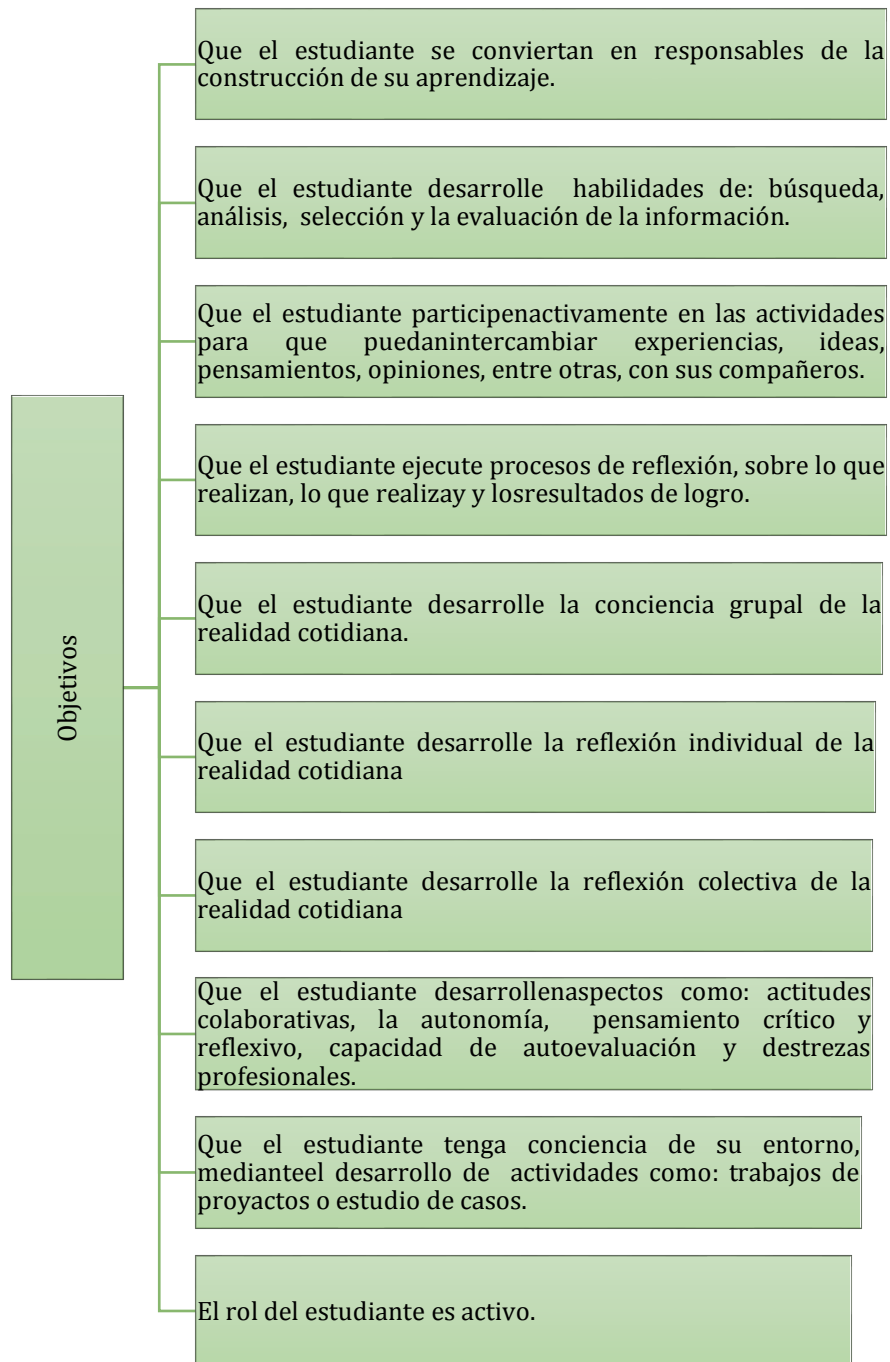 Objetivos
Que el estudiante se conviertan en responsables de la
construcción de su aprendizaje.
Que el estudiante desarrolle habilidades de: búsqueda,
análisis, selección y la evaluación de la información.
Que el estudiante participenactivamente en las actividades
para que puedanintercambiar experiencias, ideas,
pensamientos, opiniones, entre otras, con sus compañeros.
Que el estudiante ejecute procesos de reflexión, sobre lo que
realizan, lo que realizay y losresultados de logro.
Que el estudiante desarrolle la conciencia grupal de la
realidad cotidiana.
Que el estudiante desarrolle la reflexión individual de la
realidad cotidiana
Que el estudiante desarrolle la reflexión colectiva de la
realidad cotidiana
Que el estudiante desarrollenaspectos como: actitudes
colaborativas, la autonomía, pensamiento crítico y
reflexivo, capacidad de autoevaluación y destrezas
profesionales.
Que el estudiante tenga conciencia de su entorno,
medianteel desarrollo de actividades como: trabajos de
proyactos o estudio de casos.
El rol del estudiante es activo.